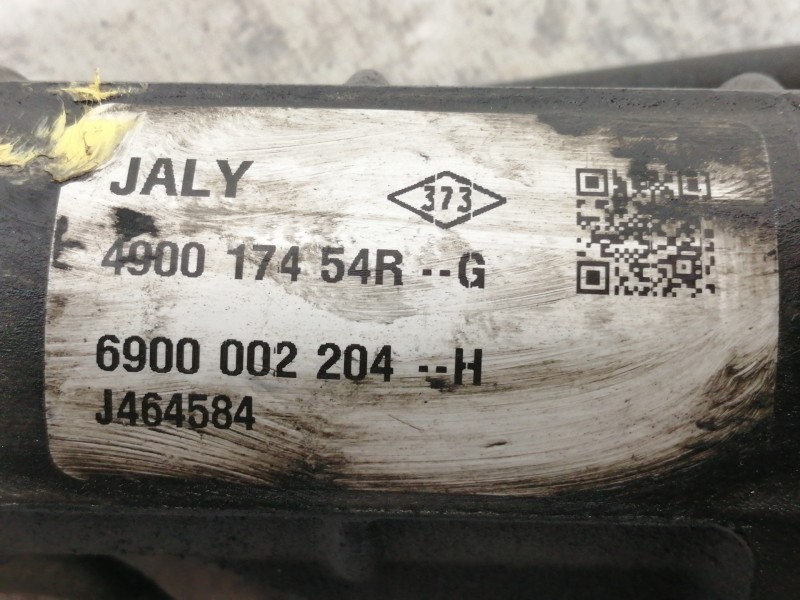 JALY
373
4900 174 54R --G
6900 002 204 --H
J464584